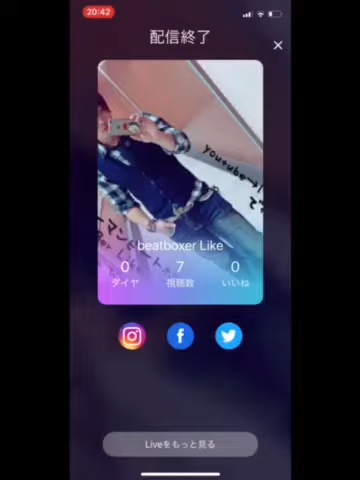 20:42
配信終了
youtube→
beatboxer Like
0 7 0
ダイヤ 視聴数 いいね
Liveをもっと見る